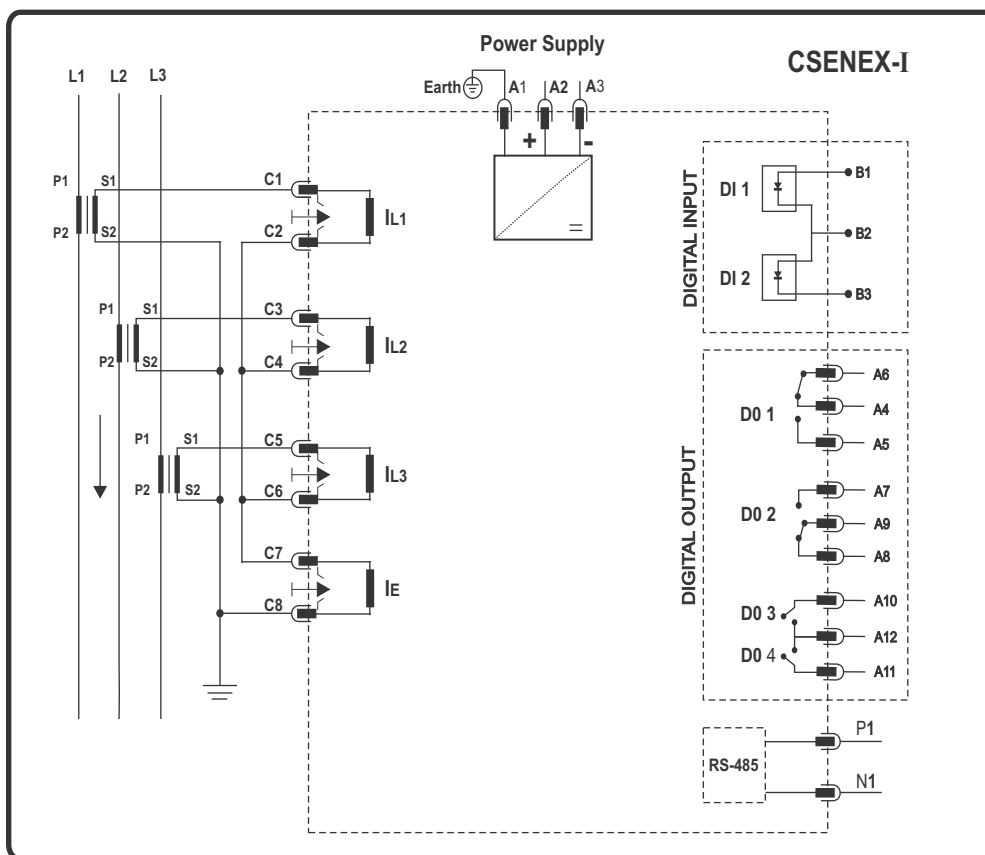 Power Supply
CSENEX-I
L1 L2 L3
Earth A1 A2 A3
+ -
P1 S1 C1
IL1
P2 S2 C2
P1 S1 C3
IL2
P2 S2 C4
P1 S1 C5
IL3
P2 S2 C6
C7
IE
C8
DIGITAL INPUT
DI 1
B1
B2
DI 2
B3
DIGITAL OUTPUT
A6
D0 1
A4
A5
A7
D0 2
A9
A8
A10
D0 3
A12
D0 4
A11
RS-485
P1
N1